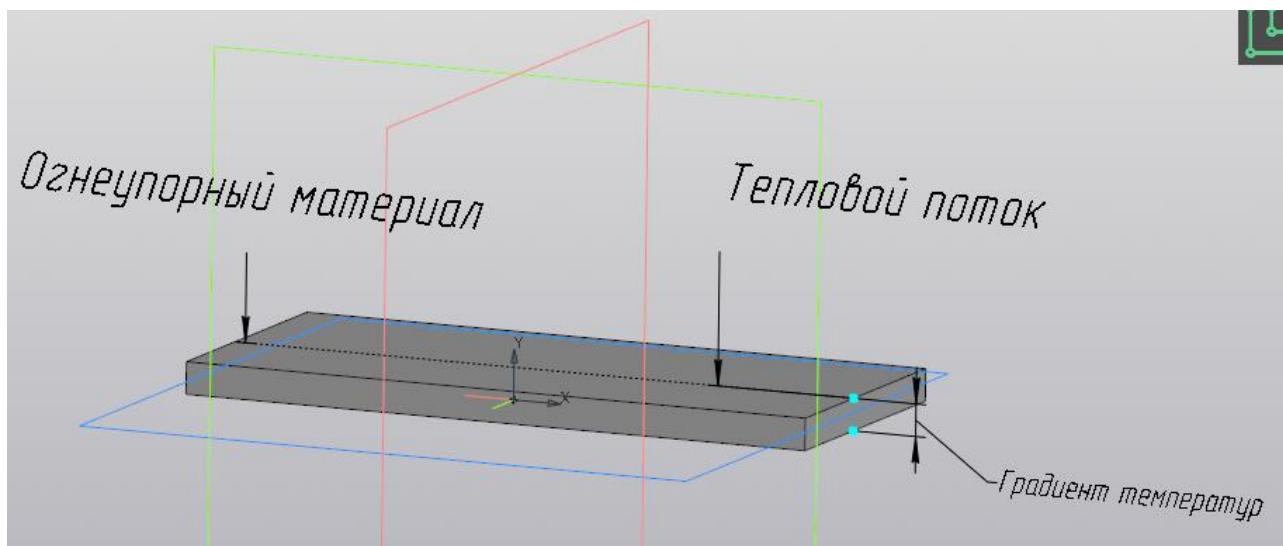 Огнеупорный материал
Тепловой поток
Y
X
Градиент температур